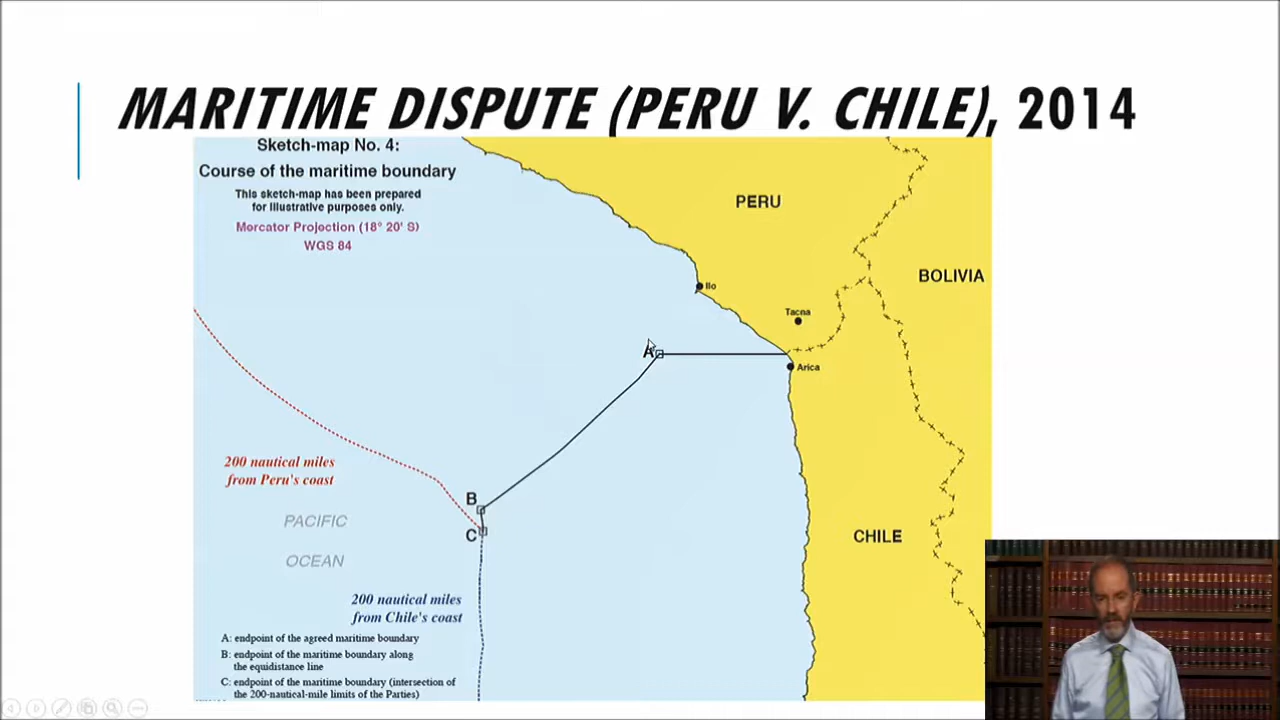 MARITIME DISPUTE (PERU V. CHILE), 2014
Sketch-map No. 4:
Course of the maritime boundary
This sketch-map has been prepared
for illustrative purposes only.
Mercator Projection (18° 20' S)
WGS 84
PERU
BOLIVIA
Ilo
Tacna
A
Arica
200 nautical miles
from Peru's coast
B
PACIFIC
OCEAN
C
CHILE
200 nautical miles
from Chile's coast
A: endpoint of the agreed maritime boundary
B: endpoint of the maritime boundary along
the equidistance line
C: endpoint of the maritime boundary (intersection of
the 200-nautical-mile limits of the Parties)